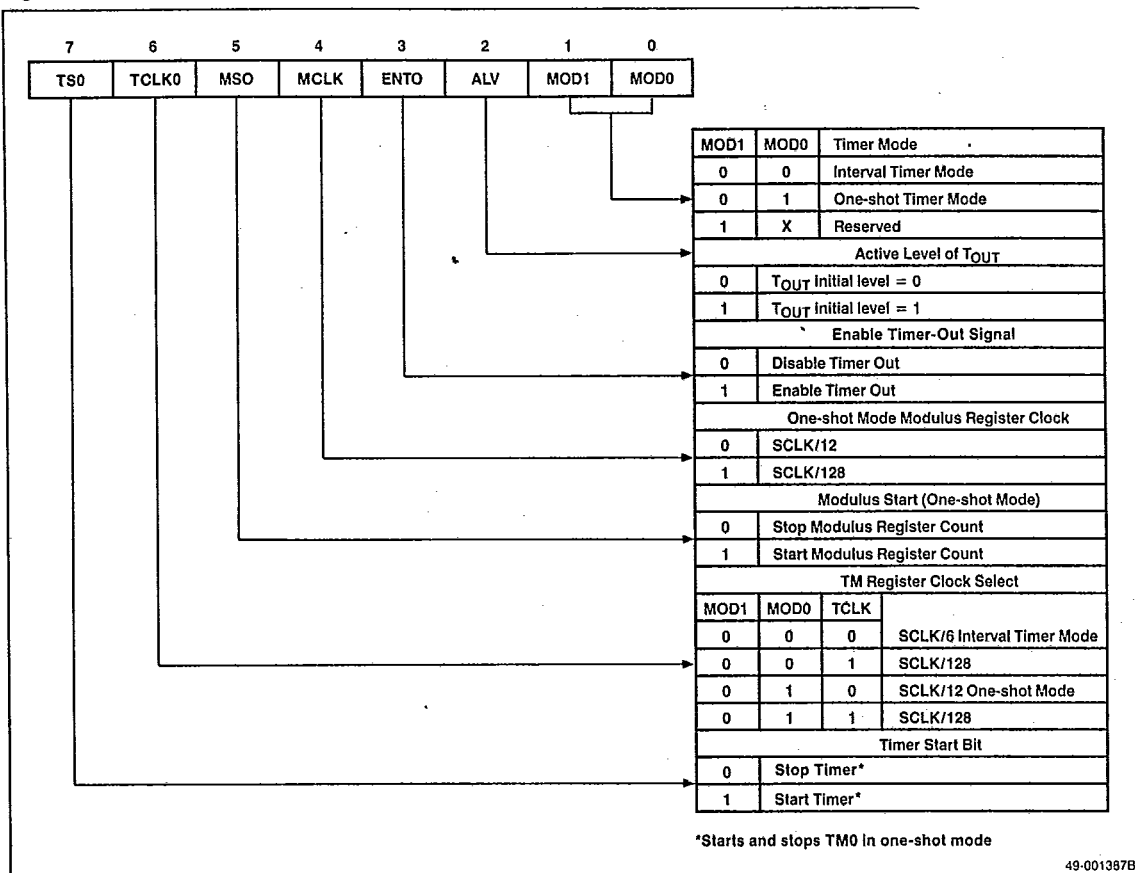 7 6 5 4 3 2 1 0
TS0 TCLK0 MSO MCLK ENTO ALV MOD1 MOD0
MOD1 MOD0 Timer Mode
0 0 Interval Timer Mode
0 1 One-shot Timer Mode
1 X Reserved
Active Level of TOUT
0 TOUT initial level = 0
1 TOUT initial level = 1
Enable Timer-Out Signal
0 Disable Timer Out
1 Enable Timer Out
One-shot Mode Modulus Register Clock
0 SCLK/12
1 SCLK/128
Modulus Start (One-shot Mode)
0 Stop Modulus Register Count
1 Start Modulus Register Count
TM Register Clock Select
MOD1 MOD0 TCLK
0 0 0 SCLK/6 Interval Timer Mode
0 0 1 SCLK/128
0 1 0 SCLK/12 One-shot Mode
0 1 1 SCLK/128
Timer Start Bit
0 Stop Timer*
1 Start Timer*
*Starts and stops TM0 in one-shot mode
49-001387B